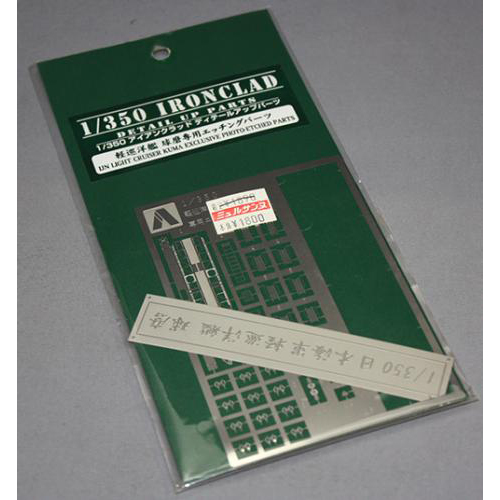 1/350 IRONCLAD
DETAIL UP PARTS
1/350 アイアンクラッド ディテールアップパーツ
軽巡洋艦 球磨専用エッチングパーツ
IJN LIGHT CRUISER KUMA EXCLUSIVE PHOTO-ETCHED PARTS
1/350
¥1890
ミュルサンヌ
¥1800
1/350 日本海軍軽巡洋艦 球磨